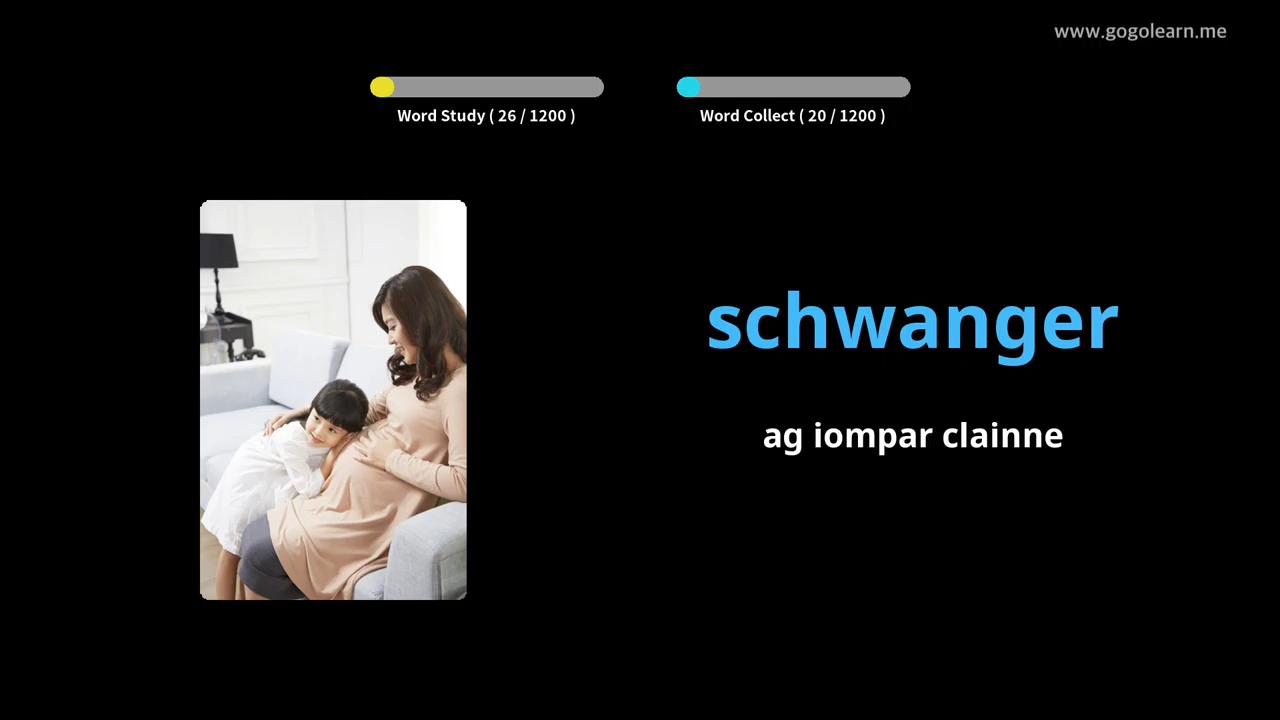 www.gogolearn.me
Word Study ( 26 / 1200 )
Word Collect ( 20 / 1200 )
schwanger
ag iompar clainne